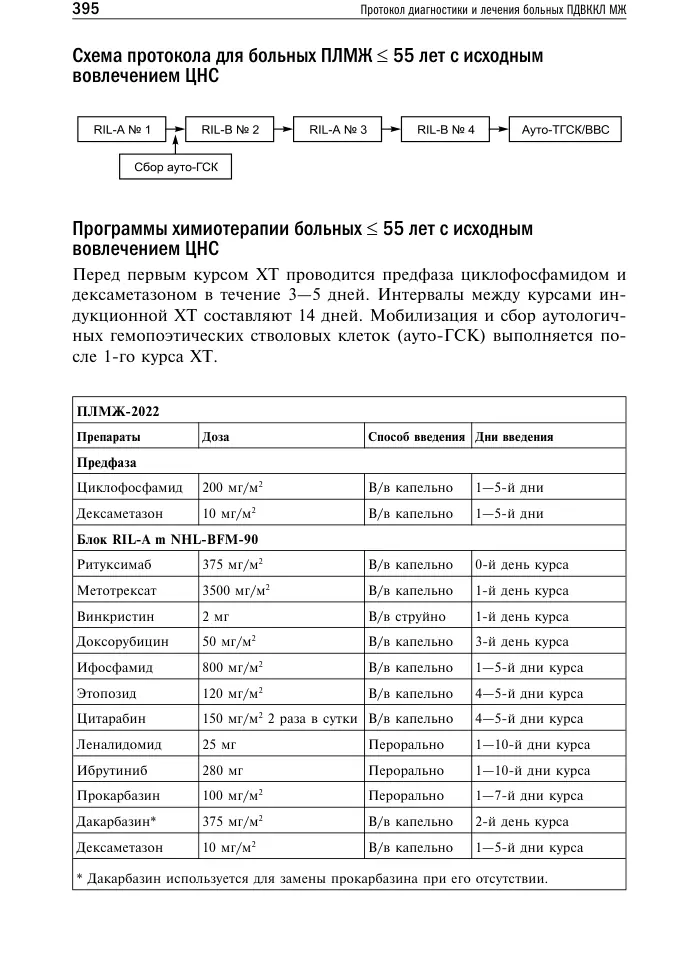 395
Протокол диагностики и лечения больных ПДВККЛ МЖ
Схема протокола для больных ПЛМЖ ≤ 55 лет с исходным
вовлечением ЦНС
RIL-A № 1 RIL-B № 2 RIL-A № 3 RIL-B № 4 Ауто-ТГСК/ВВС
Сбор ауто-ГСК
Программы химиотерапии больных ≤ 55 лет с исходным
вовлечением ЦНС
Перед первым курсом ХТ проводится предфаза циклофосфамидом и
дексаметазоном в течение 3—5 дней. Интервалы между курсами ин-
дукционной ХТ составляют 14 дней. Мобилизация и сбор аутологич-
ных гемопоэтических стволовых клеток (ауто-ГСК) выполняется по-
сле 1-го курса ХТ.
ПЛМЖ-2022
Препараты Доза Способ введения Дни введения
Предфаза
Циклофосфамид 200 мг/м² В/в капельно 1—5-й дни
Дексаметазон 10 мг/м² В/в капельно 1—5-й дни
Блок RIL-A m NHL-BFM-90
Ритуксимаб 375 мг/м² В/в капельно 0-й день курса
Метотрексат 3500 мг/м² В/в капельно 1-й день курса
Винкристин 2 мг В/в струйно 1-й день курса
Доксорубицин 50 мг/м² В/в капельно 3-й день курса
Ифосфамид 800 мг/м² В/в капельно 1—5-й дни курса
Этопозид 120 мг/м² В/в капельно 4—5-й дни курса
Цитарабин 150 мг/м² 2 раза в сутки В/в капельно 4—5-й дни курса
Леналидомид 25 мг Перорально 1—10-й дни курса
Ибрутиниб 280 мг Перорально 1—10-й дни курса
Прокарбазин 100 мг/м² Перорально 1—7-й дни курса
Дакарбазин* 375 мг/м² В/в капельно 2-й день курса
Дексаметазон 10 мг/м² В/в капельно 1—5-й дни курса
* Дакарбазин используется для замены прокарбазина при его отсутствии.